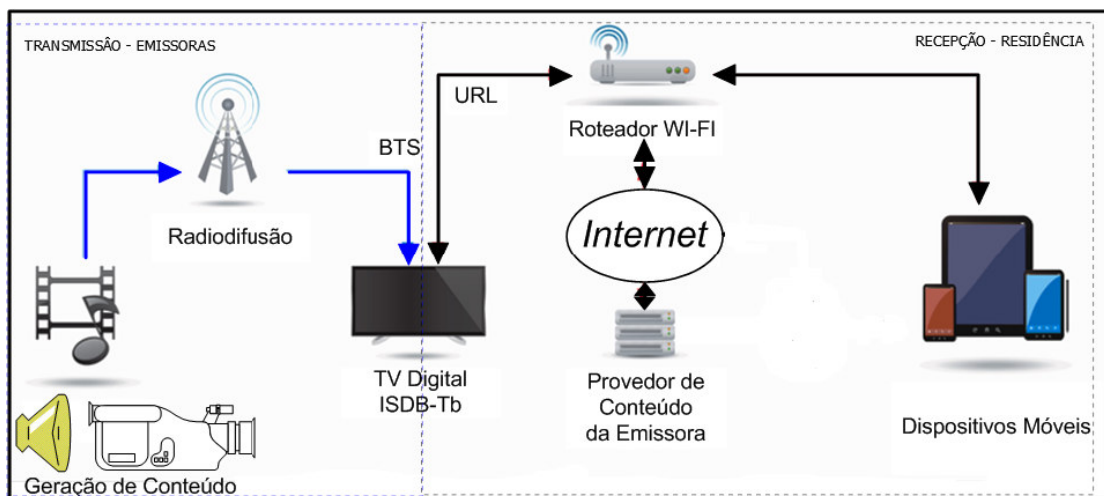 TRANSMISSÂO - EMISSORAS
RECEPÇÃO - RESIDÊNCIA
URL
Roteador WI-FI
BTS
Radiodifusão
Internet
TV Digital
ISDB-Tb
Provedor de
Conteúdo
da Emissora
Dispositivos Móveis
Geração de Conteúdo